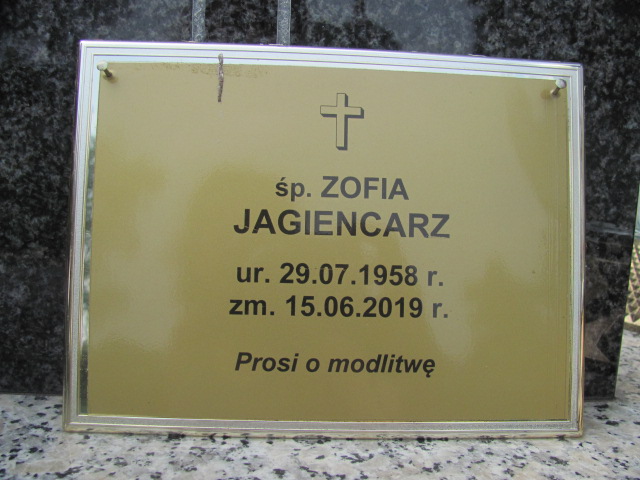 śp. ZOFIA
JAGIENCARZ
ur. 29.07.1958 r.
zm. 15.06.2019 r.
Prosi o modlitwę